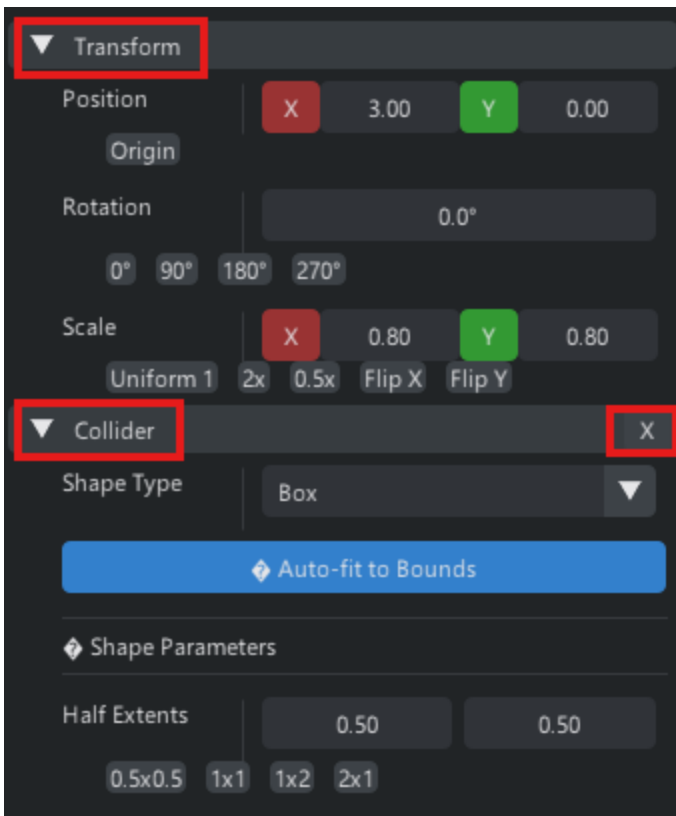 Transform
Position X 3.00 Y 0.00
Origin
Rotation 0.0°
0° 90° 180° 270°
Scale X 0.80 Y 0.80
Uniform 1 2x 0.5x Flip X Flip Y
Collider X
Shape Type Box
� Auto-fit to Bounds
� Shape Parameters
Half Extents 0.50 0.50
0.5x0.5 1x1 1x2 2x1